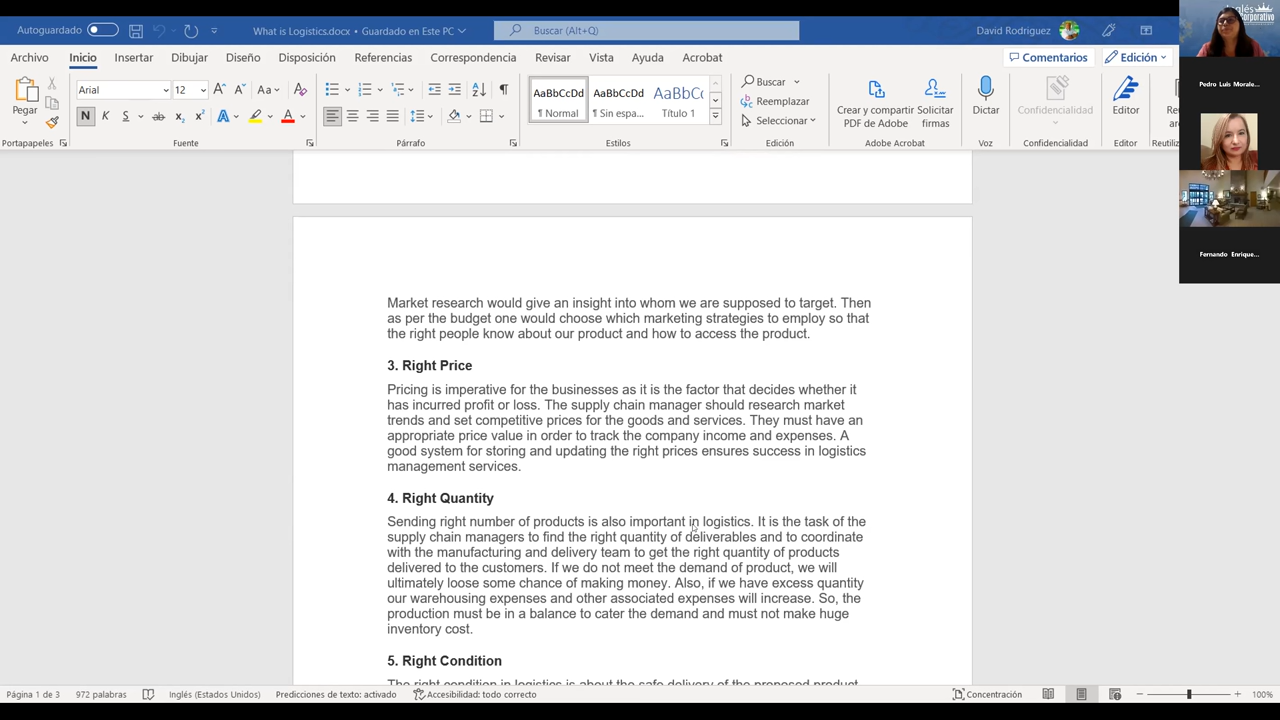 Autoguardado
What is Logistics.docx • Guardado en Este PC
Buscar (Alt+Q)
David Rodriguez
Archivo Inicio Insertar Dibujar Diseño Disposición Referencias Correspondencia Revisar Vista Ayuda Acrobat
Comentarios
Edición
Pegar
Arial 12
AaBbCcDd AaBbCcDd AaBbCc
¶ Normal ¶ Sin espa... Título 1
Buscar
Reemplazar
Seleccionar
Crear y compartir PDF de Adobe
Solicitar firmas
Dictar
Confidencialidad
Editor
Portapapeles Fuente Párrafo Estilos Edición Adobe Acrobat Voz Confidencialidad Editor
Pedro Luis Morale...
Fernando Enrique...
Market research would give an insight into whom we are supposed to target. Then
as per the budget one would choose which marketing strategies to employ so that
the right people know about our product and how to access the product.
3. Right Price
Pricing is imperative for the businesses as it is the factor that decides whether it
has incurred profit or loss. The supply chain manager should research market
trends and set competitive prices for the goods and services. They must have an
appropriate price value in order to track the company income and expenses. A
good system for storing and updating the right prices ensures success in logistics
management services.
4. Right Quantity
Sending right number of products is also important in logistics. It is the task of the
supply chain managers to find the right quantity of deliverables and to coordinate
with the manufacturing and delivery team to get the right quantity of products
delivered to the customers. If we do not meet the demand of product, we will
ultimately loose some chance of making money. Also, if we have excess quantity
our warehousing expenses and other associated expenses will increase. So, the
production must be in a balance to cater the demand and must not make huge
inventory cost.
5. Right Condition
The right condition in logistics is about the safe delivery of the proposed product
Página 1 de 3 972 palabras Inglés (Estados Unidos) Predicciones de texto: activado Accesibilidad: todo correcto Concentración 100%